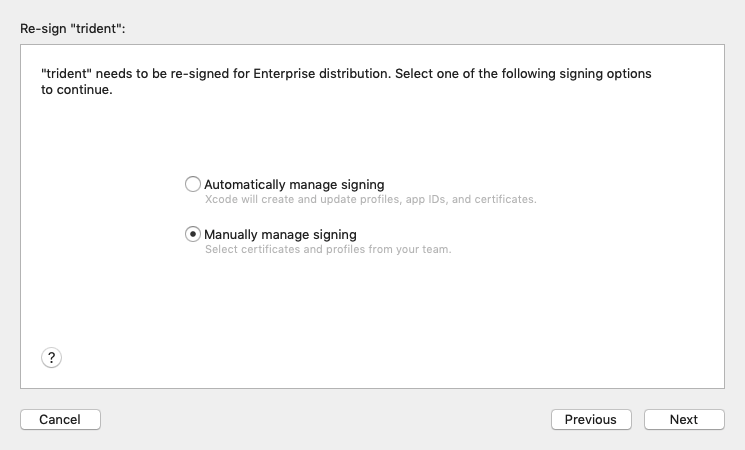 Re-sign "trident":
"trident" needs to be re-signed for Enterprise distribution. Select one of the following signing options
to continue.
Automatically manage signing
Xcode will create and update profiles, app IDs, and certificates.
Manually manage signing
Select certificates and profiles from your team.
?
Cancel
Previous
Next